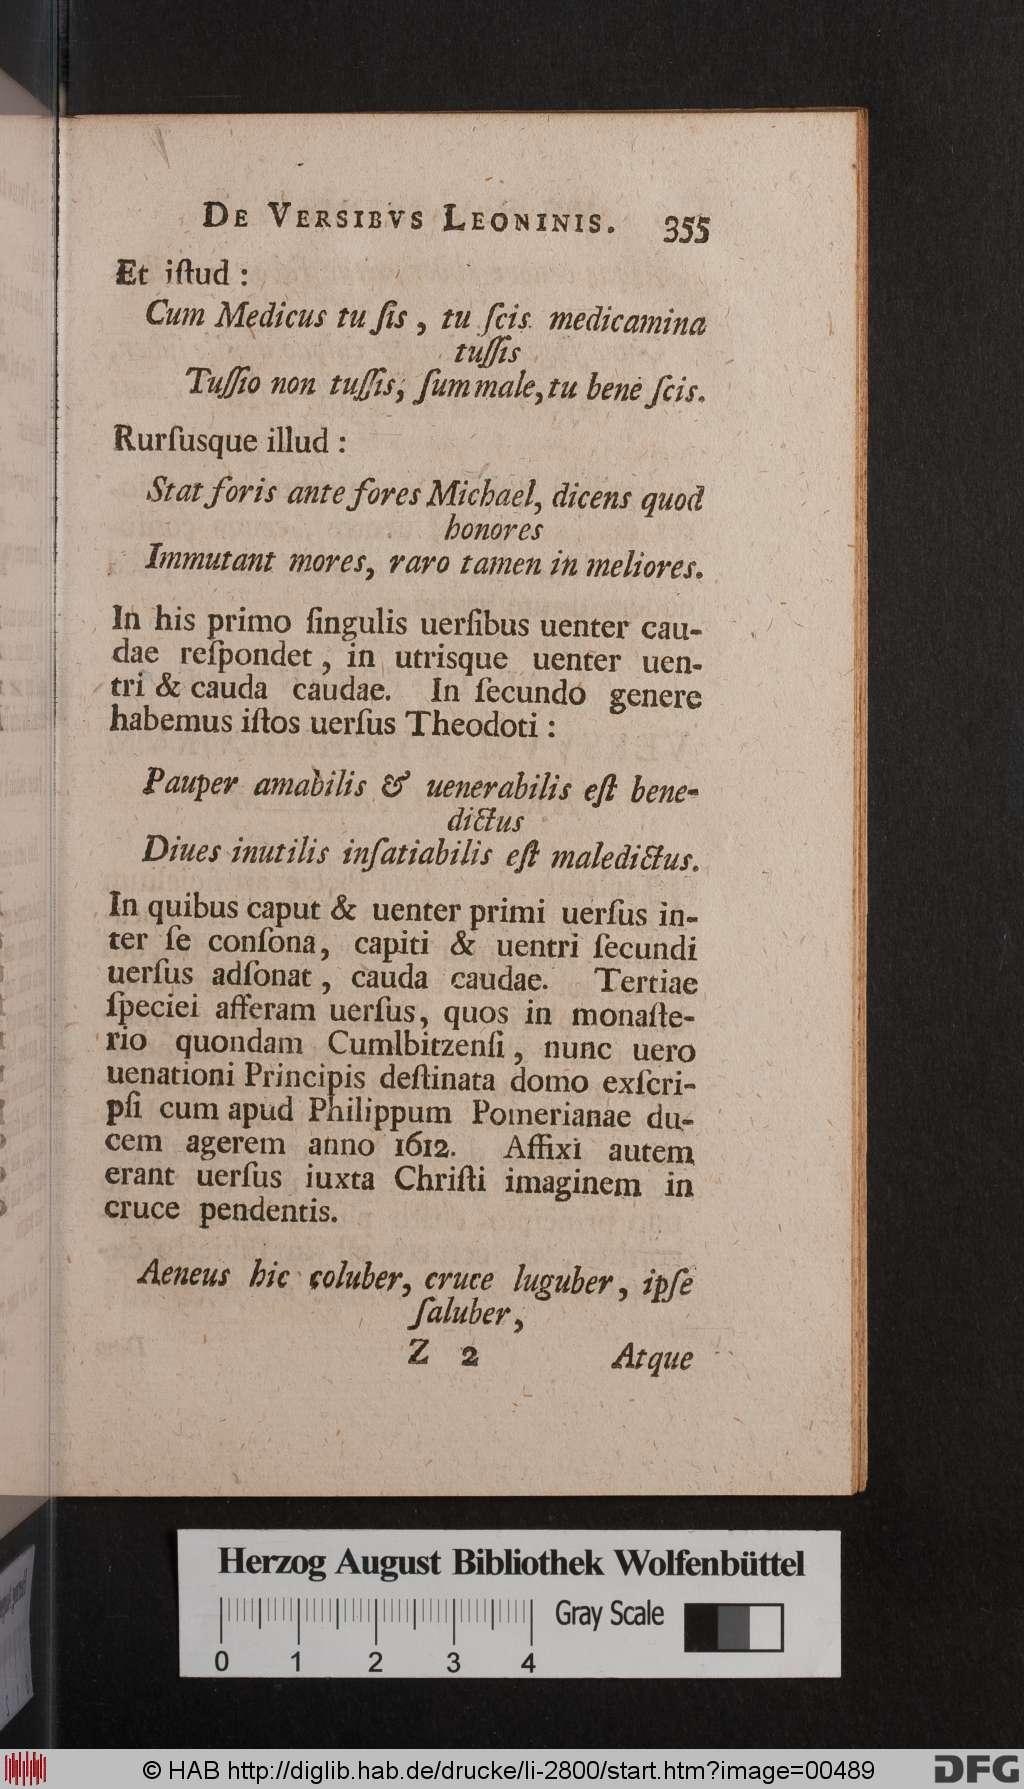 DE VERSIBVS LEONINIS. 355
Et iſtud :
Cum Medicus tu ſis , tu ſcis medicamina
tuſſis
Tuſſio non tuſſis, ſum male, tu bene ſcis.
Rurſusque illud :
Stat foris ante fores Michael, dicens quod
honores
Immutant mores, raro tamen in meliores.
In his primo ſingulis uerſibus uenter cau-
dae reſpondet , in utrisque uenter uen-
tri & cauda caudae. In ſecundo genere
habemus iſtos uerſus Theodoti :
Pauper amabilis & uenerabilis eſt bene-
dictus
Diues inutilis inſatiabilis eſt maledictus.
In quibus caput & uenter primi uerſus in-
ter ſe conſona, capiti & uentri ſecundi
uerſus adſonat , cauda caudae. Tertiae
ſpeciei afferam uerſus, quos in monaſte-
rio quondam Cumlbitzenſi , nunc uero
uenationi Principis deſtinata domo exſcri-
pſi cum apud Philippum Pomerianae du-
cem agerem anno 1612. Affixi autem
erant uerſus iuxta Chriſti imaginem in
cruce pendentis.
Aeneus hic coluber, cruce luguber , ipſe
ſaluber ,
Z 2 Atque
Herzog August Bibliothek Wolfenbüttel
Gray Scale
0 1 2 3 4
© HAB http://diglib.hab.de/drucke/li-2800/start.htm?image=00489 DFG